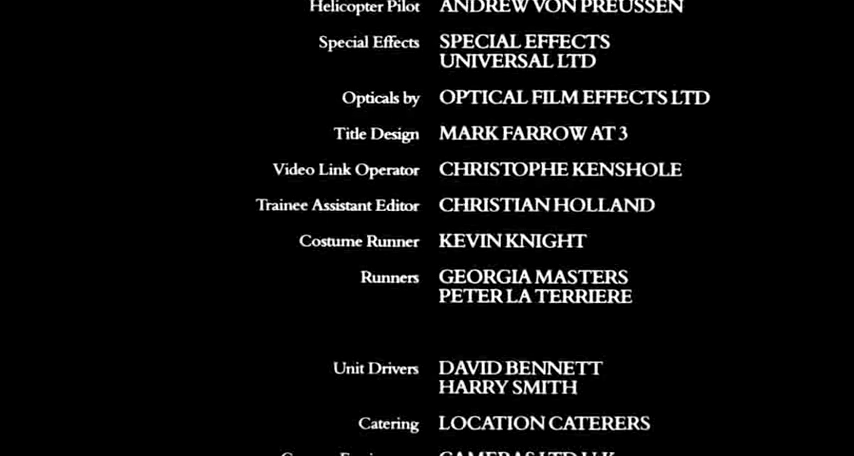 Helicopter Pilot ANDREW VON PREUSSEN
Special Effects SPECIAL EFFECTS
UNIVERSAL LTD
Opticals by OPTICAL FILM EFFECTS LTD
Title Design MARK FARROW AT 3
Video Link Operator CHRISTOPHE KENSHOLE
Trainee Assistant Editor CHRISTIAN HOLLAND
Costume Runner KEVIN KNIGHT
Runners GEORGIA MASTERS
PETER LA TERRIERE
Unit Drivers DAVID BENNETT
HARRY SMITH
Catering LOCATION CATERERS
CAMERAS LTD U.K.